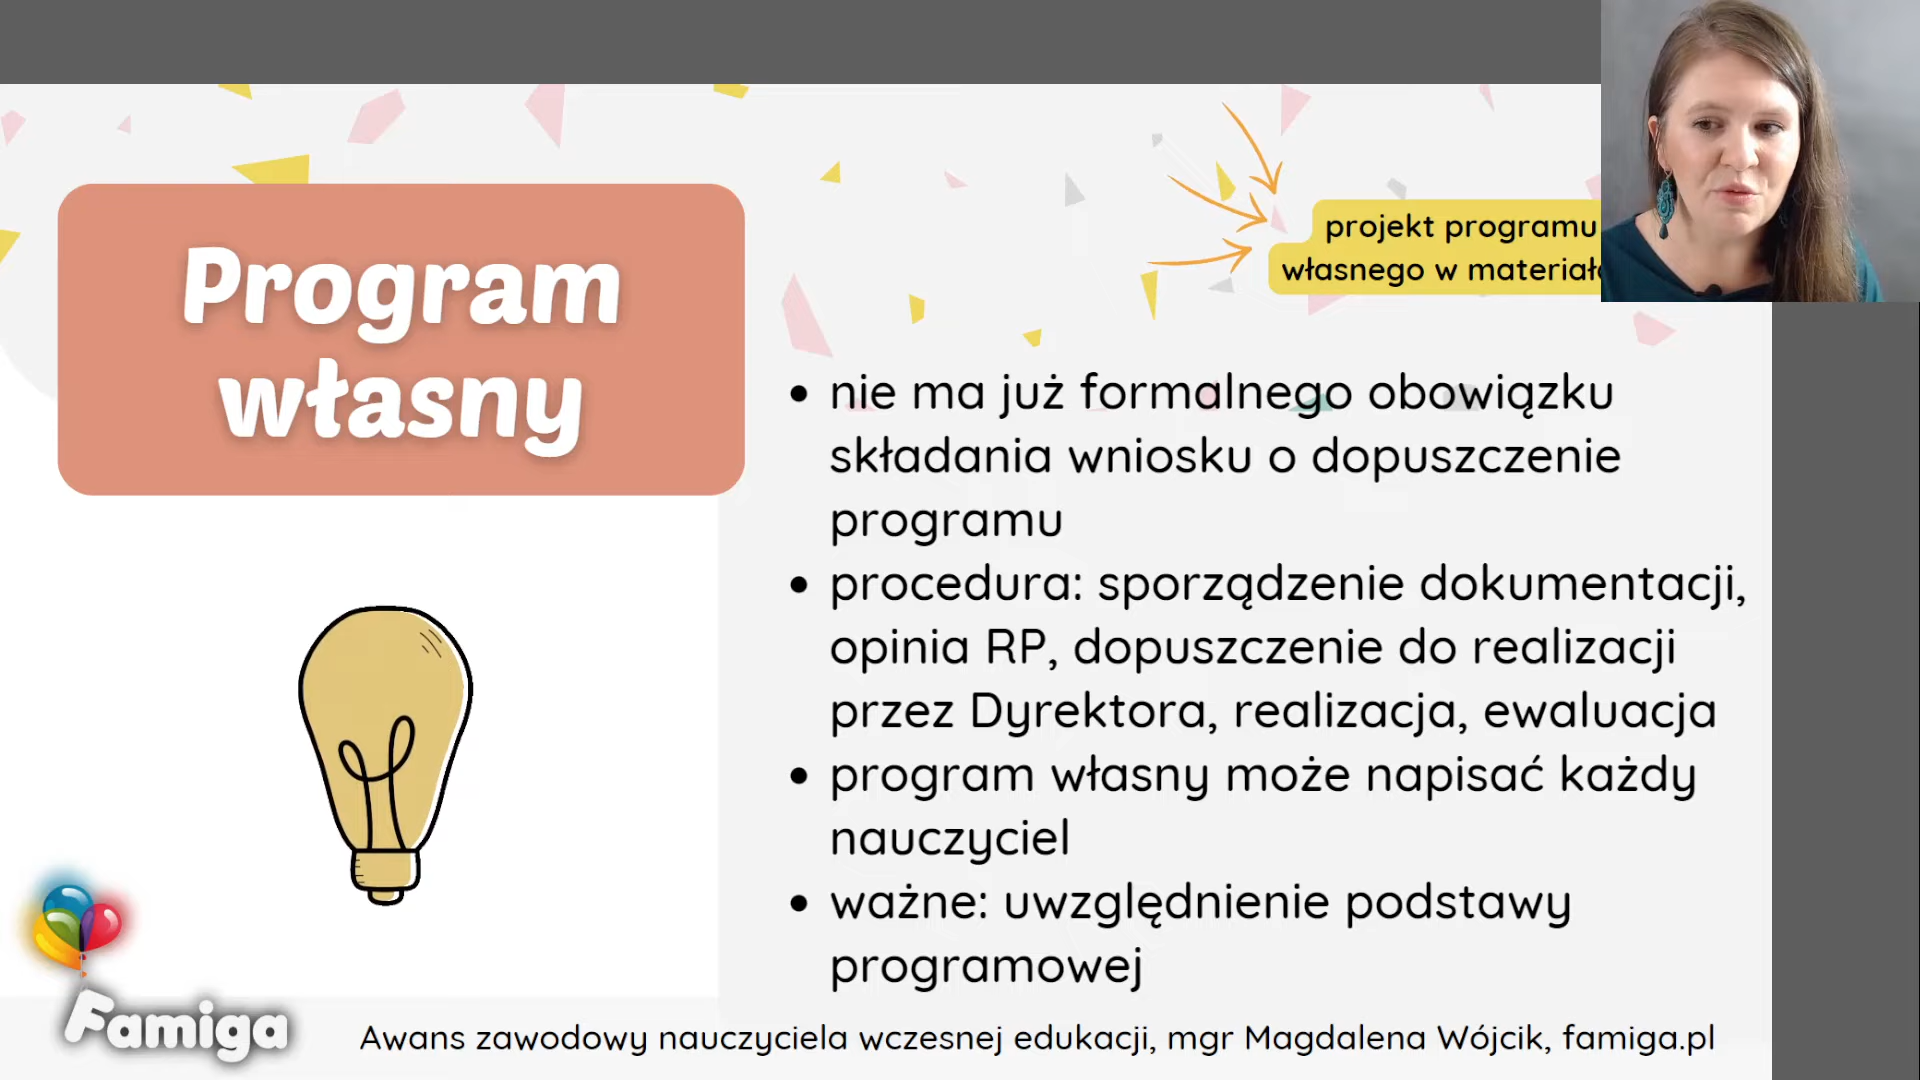 Program
własny
projekt programu
własnego w
• nie ma już formalnego obowiązku
składania wniosku o dopuszczenie
programu
• procedura: sporządzenie dokumentacji,
opinia RP, dopuszczenie do realizacji
przez Dyrektora, realizacja, ewaluacja
• program własny może napisać każdy
nauczyciel
• ważne: uwzględnienie podstawy
programowej
Famiga
Awans zawodowy nauczyciela wczesnej edukacji, mgr Magdalena Wójcik, famiga.pl